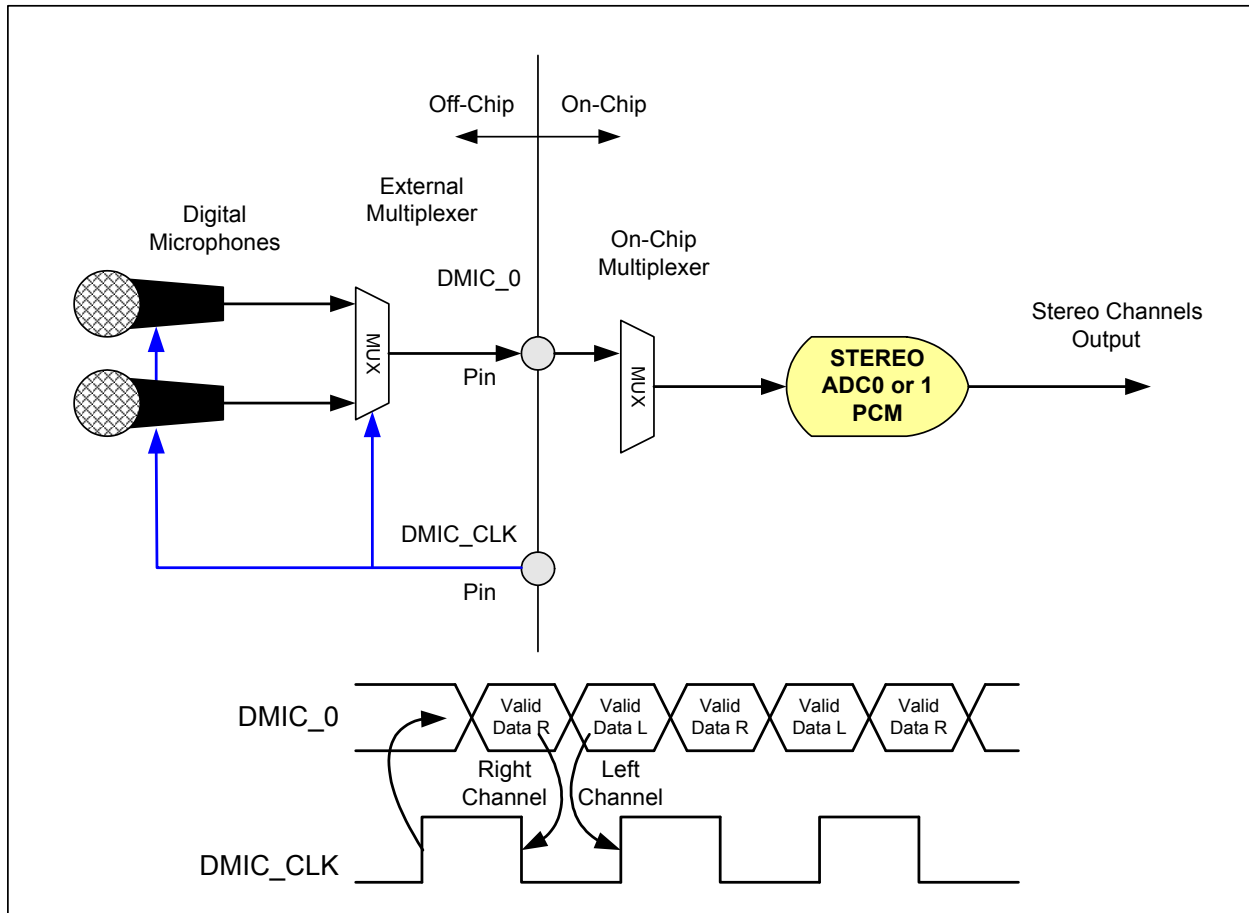 Off-Chip
On-Chip
External
Multiplexer
Digital
Microphones
On-Chip
Multiplexer
DMIC_0
MUX
Pin
MUX
STEREO
ADC0 or 1
PCM
Stereo Channels
Output
DMIC_CLK
Pin
DMIC_0
Valid
Data R
Valid
Data L
Valid
Data R
Valid
Data L
Valid
Data R
Right
Channel
Left
Channel
DMIC_CLK